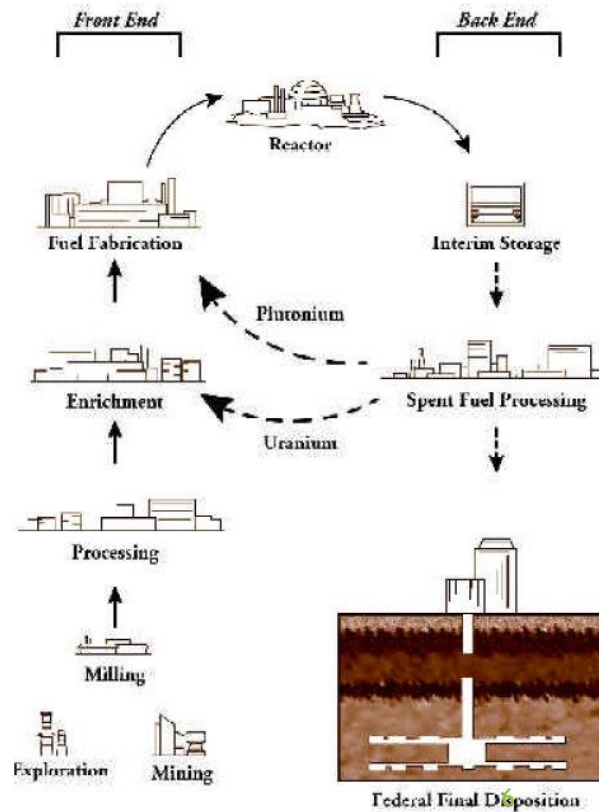 Front End
Back End
Reactor
Fuel Fabrication
Interim Storage
Plutonium
Enrichment
Spent Fuel Processing
Uranium
Processing
Milling
Exploration
Mining
Federal Final Disposition
6